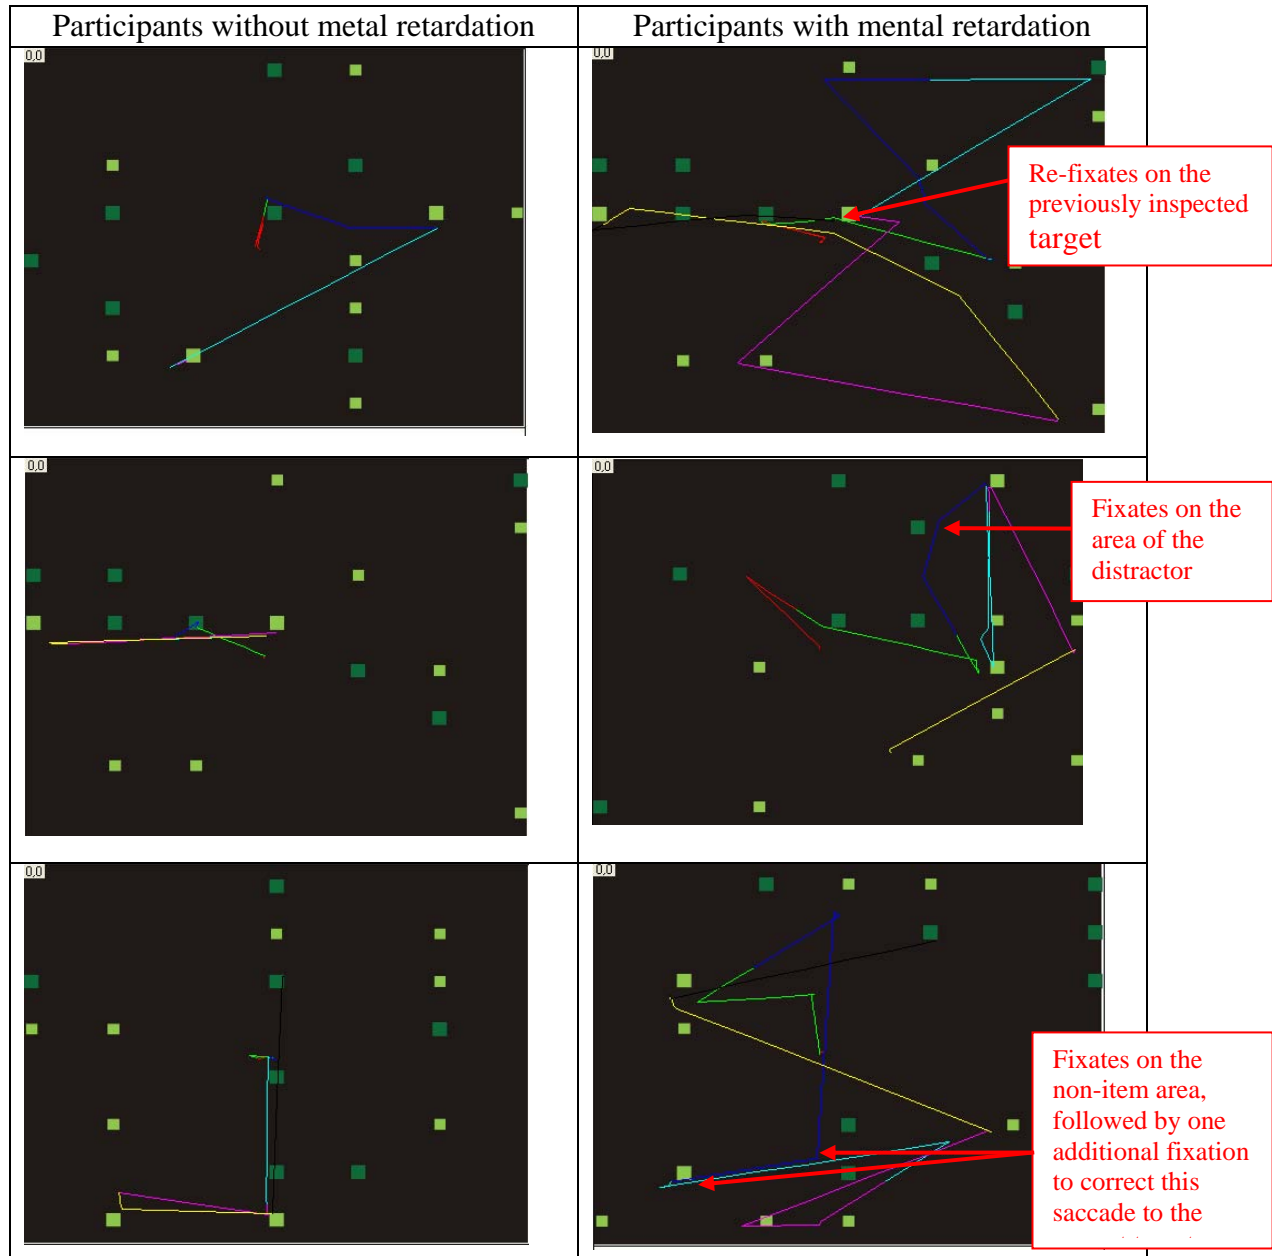 Participants without metal retardation
Participants with mental retardation
0,0
0,0
Re-fixates on the
previously inspected
target
0,0
0,0
Fixates on the
area of the
distractor
0,0
0,0
Fixates on the
non-item area,
followed by one
additional fixation
to correct this
saccade to the